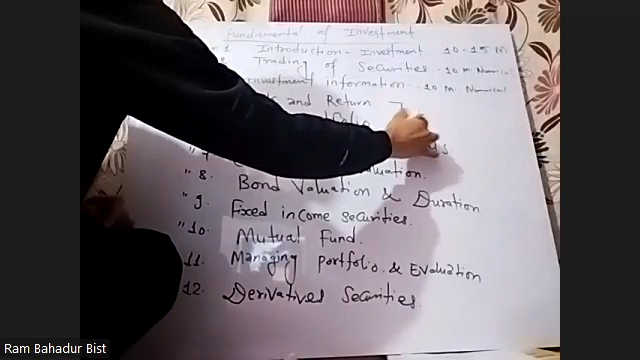 Fundamental of Investment
1 Introduction - Investment 10-15 M
Trading of Securities - 10 m. Numerical
investment information - 10 M Numerical
and Return
"7
"8. Bond Valuation & Duration
"9. Fixed income securities.
"10. Mutual Fund.
11. Managing portfolio & Evaluation
12. Derivatives Securities.
Ram Bahadur Bist